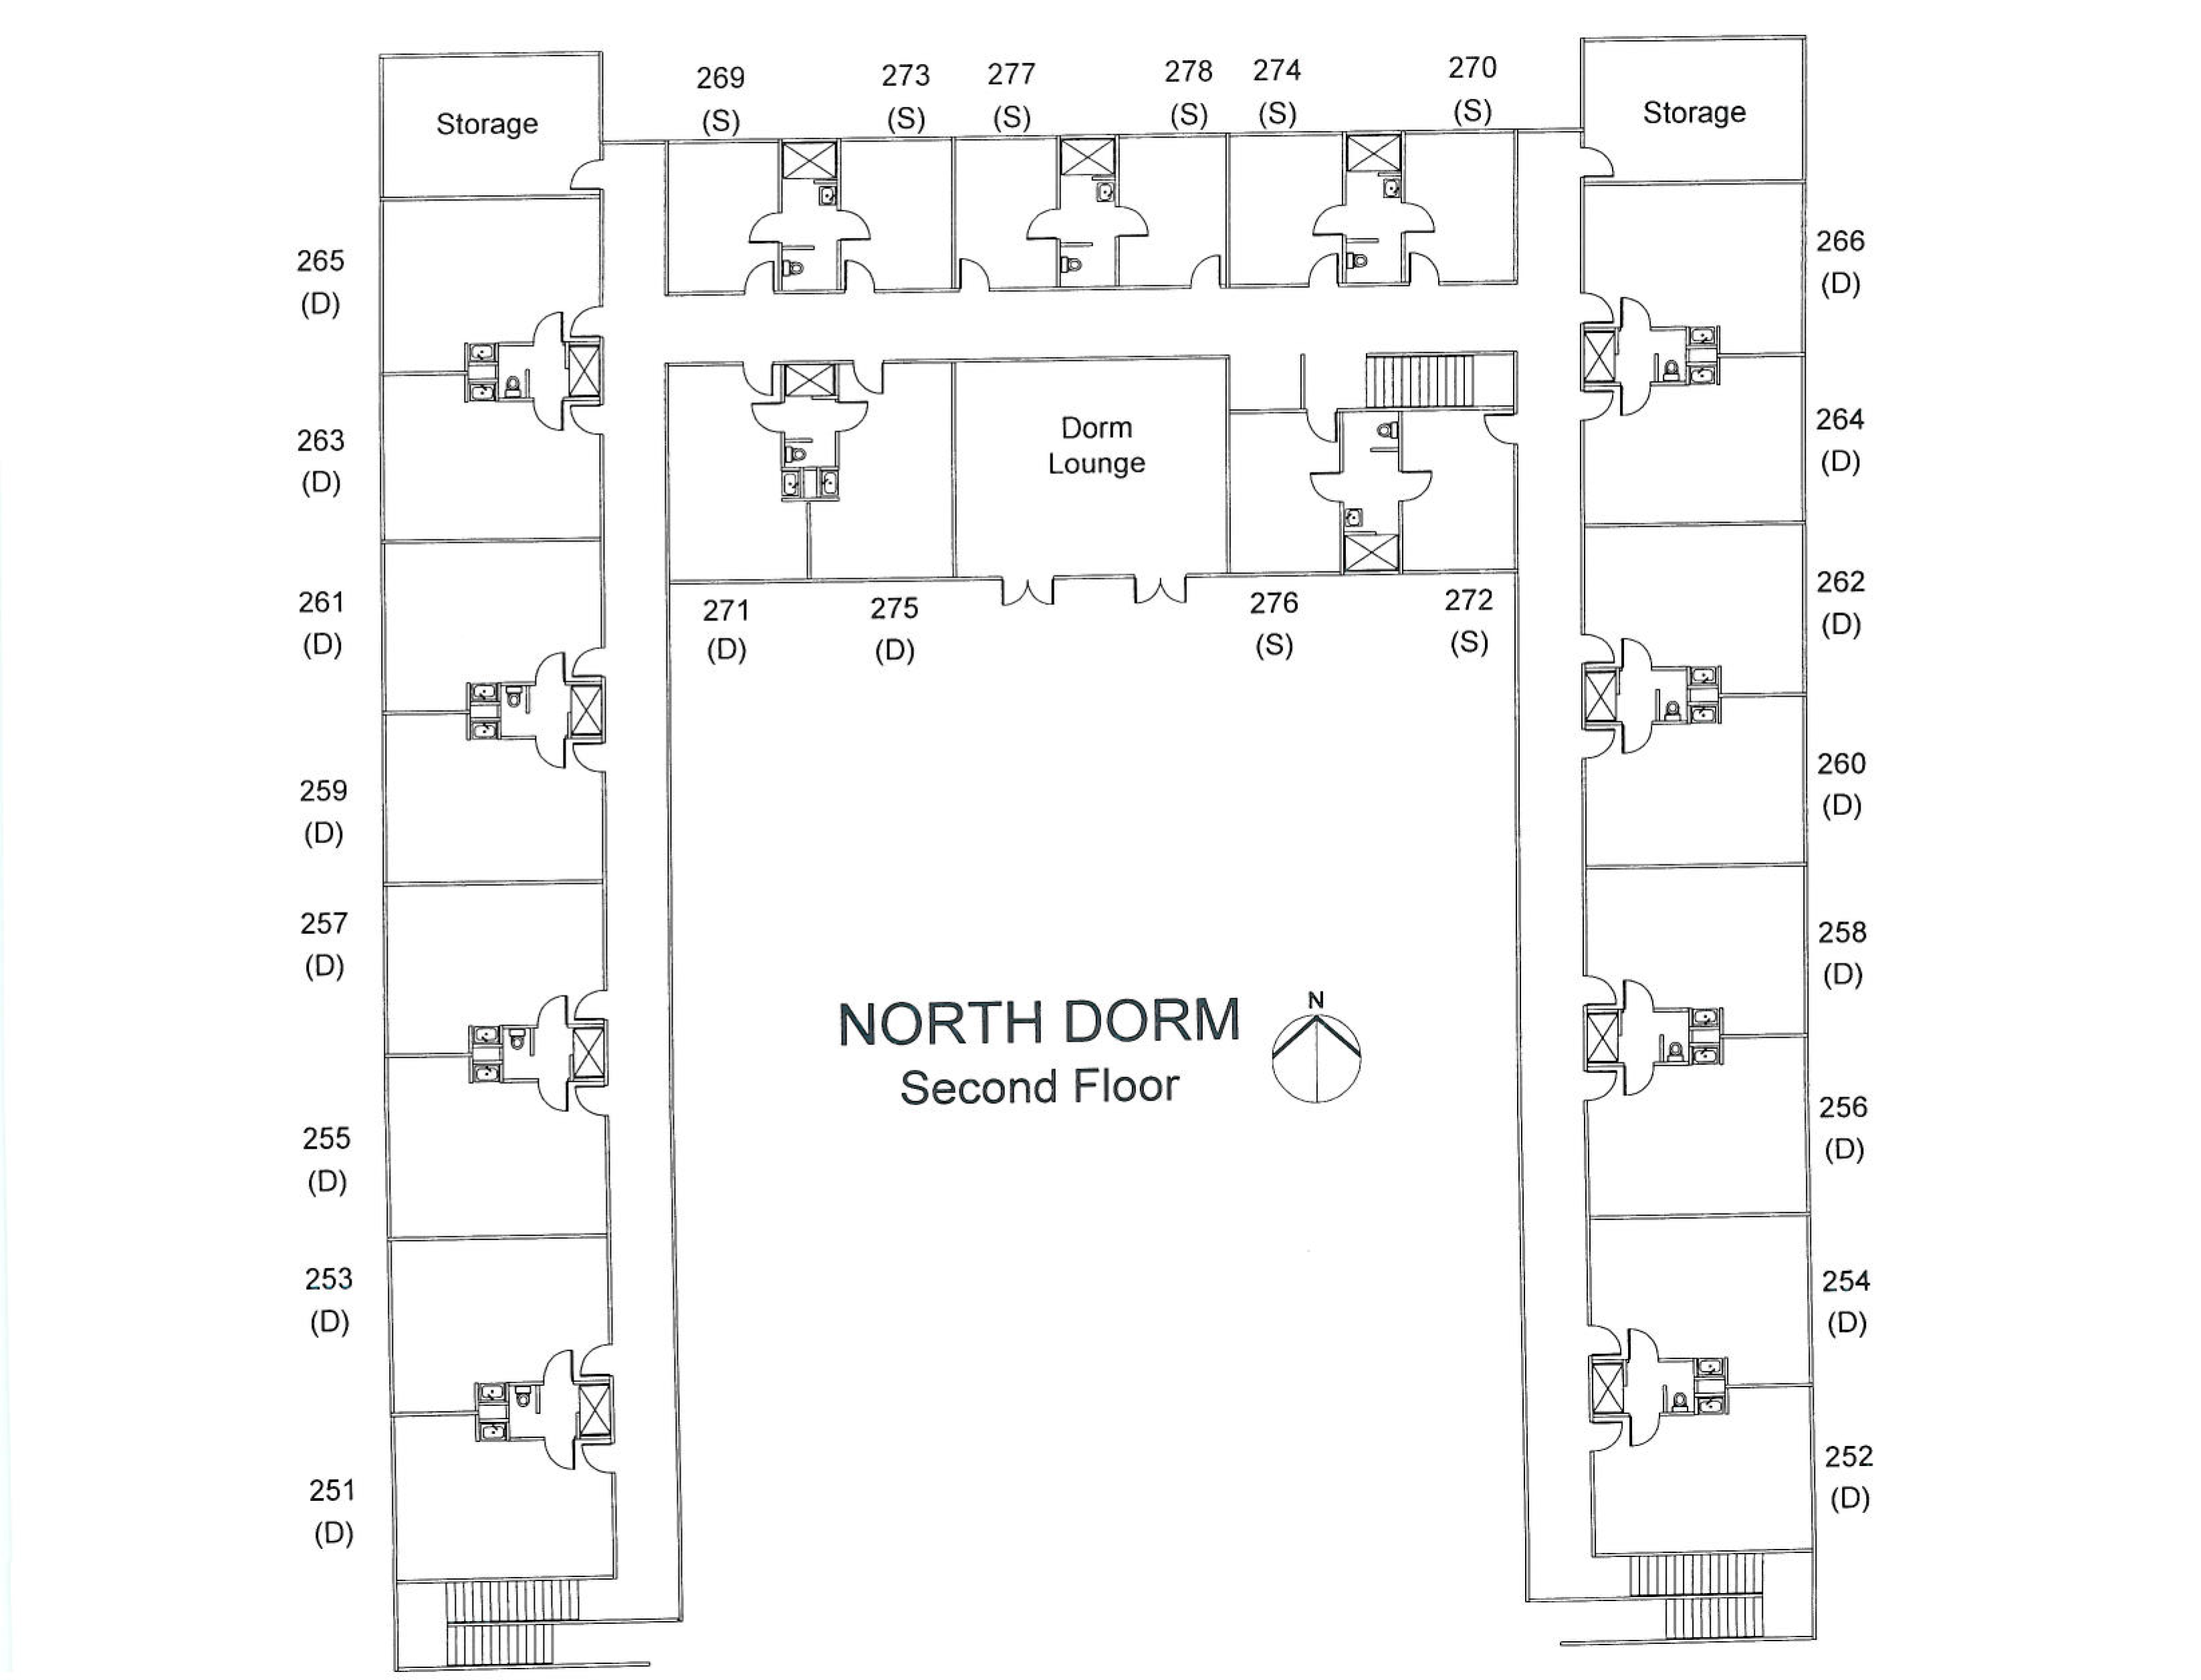 269
(S)
273
(S)
277
(S)
278
(S)
274
(S)
270
(S)
Storage
Storage
265
(D)
263
(D)
261
(D)
259
(D)
257
(D)
255
(D)
253
(D)
251
(D)
Dorm
Lounge
271
(D)
275
(D)
276
(S)
272
(S)
NORTH DORM
Second Floor
N
266
(D)
264
(D)
262
(D)
260
(D)
258
(D)
256
(D)
254
(D)
252
(D)